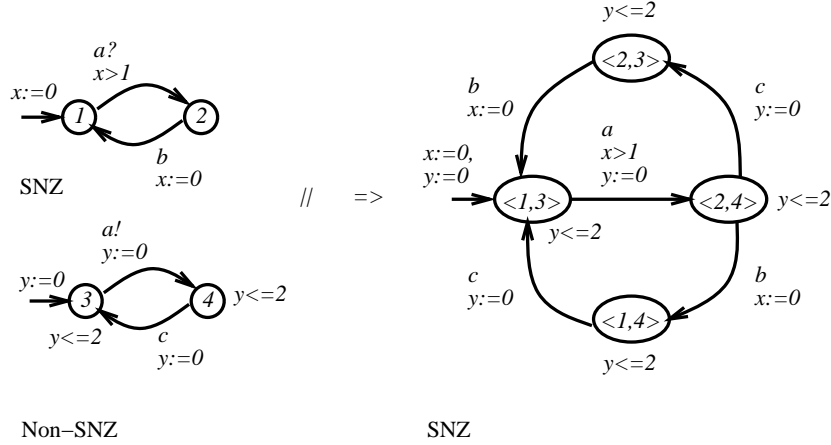 a?
x>1
x:=0
1
2
b
x:=0
SNZ
a!
y:=0
y:=0
3
4
y<=2
y<=2
c
y:=0
Non-SNZ
// =>
y<=2
<2,3>
b
x:=0
c
y:=0
x:=0,
y:=0
a
x>1
y:=0
<1,3>
<2,4>
y<=2
y<=2
c
y:=0
b
x:=0
<1,4>
y<=2
SNZ